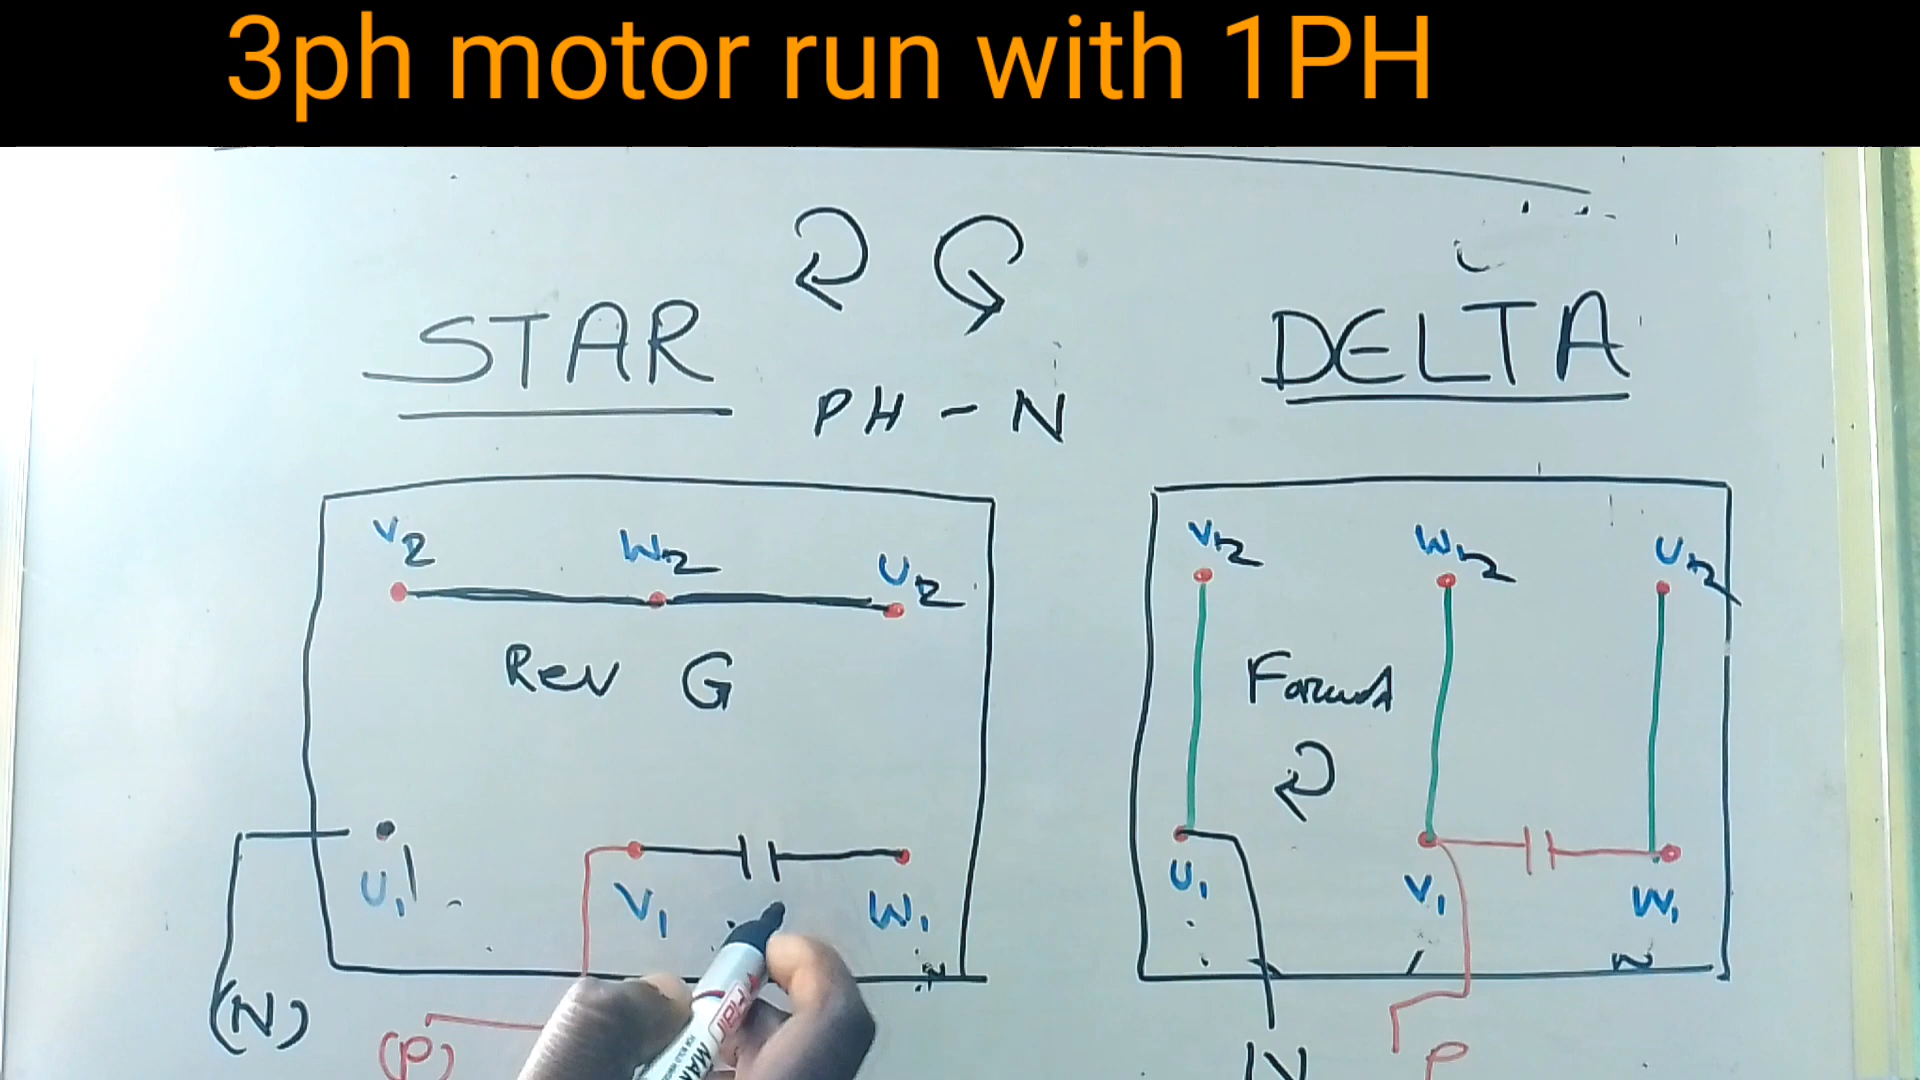 3ph motor run with 1PH
STAR
DELTA
PH - N
V2 W2 U2
V2 W2 U2
Rev
Forward
U1 V1 W1
U1 V1 W1
(N)
(P)
N
P